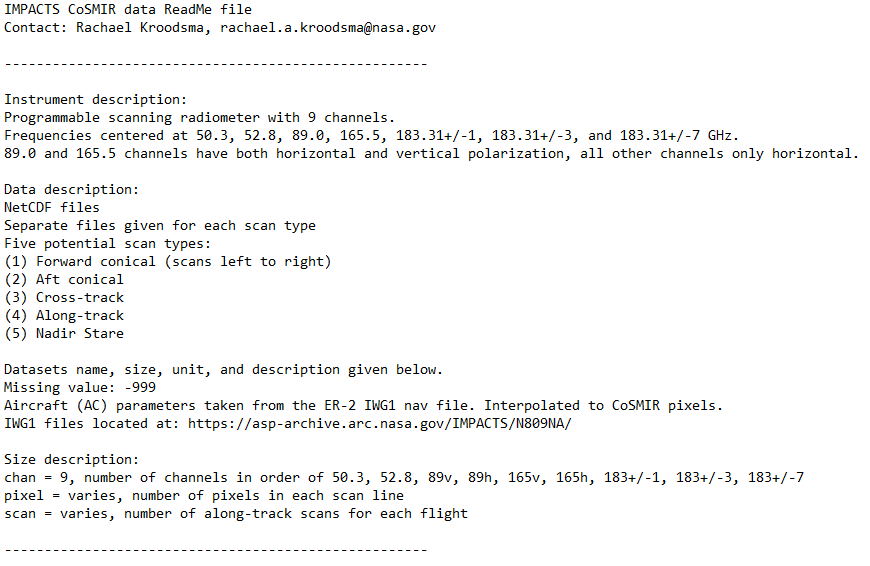 IMPACTS CoSMIR data ReadMe file
Contact: Rachael Kroodsma, rachael.a.kroodsma@nasa.gov
-----------------------------------------------------
Instrument description:
Programmable scanning radiometer with 9 channels.
Frequencies centered at 50.3, 52.8, 89.0, 165.5, 183.31+/-1, 183.31+/-3, and 183.31+/-7 GHz.
89.0 and 165.5 channels have both horizontal and vertical polarization, all other channels only horizontal.
Data description:
NetCDF files
Separate files given for each scan type
Five potential scan types:
(1) Forward conical (scans left to right)
(2) Aft conical
(3) Cross-track
(4) Along-track
(5) Nadir Stare
Datasets name, size, unit, and description given below.
Missing value: -999
Aircraft (AC) parameters taken from the ER-2 IWG1 nav file. Interpolated to CoSMIR pixels.
IWG1 files located at: https://asp-archive.arc.nasa.gov/IMPACTS/N809NA/
Size description:
chan = 9, number of channels in order of 50.3, 52.8, 89v, 89h, 165v, 165h, 183+/-1, 183+/-3, 183+/-7
pixel = varies, number of pixels in each scan line
scan = varies, number of along-track scans for each flight
-----------------------------------------------------